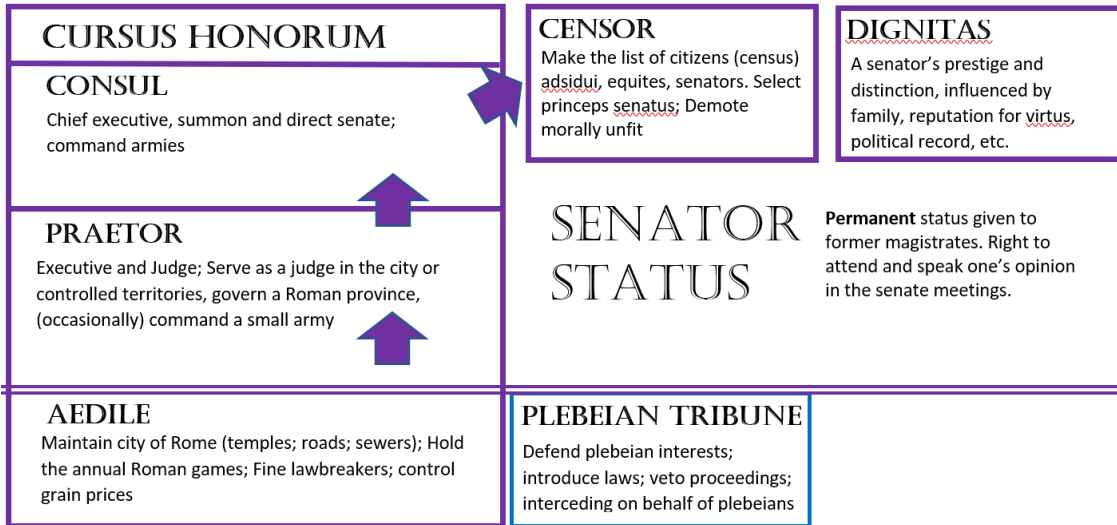 CURSUS HONORUM
CONSUL
Chief executive, summon and direct senate;
command armies
PRAETOR
Executive and Judge; Serve as a judge in the city or
controlled territories, govern a Roman province,
(occasionally) command a small army
AEDILE
Maintain city of Rome (temples; roads; sewers); Hold
the annual Roman games; Fine lawbreakers; control
grain prices
CENSOR
Make the list of citizens (census)
adsidui, equites, senators. Select
princeps senatus; Demote
morally unfit
DIGNITAS
A senator’s prestige and
distinction, influenced by
family, reputation for virtus,
political record, etc.
SENATOR
STATUS
Permanent status given to
former magistrates. Right to
attend and speak one’s opinion
in the senate meetings.
PLEBEIAN TRIBUNE
Defend plebeian interests;
introduce laws; veto proceedings;
interceding on behalf of plebeians